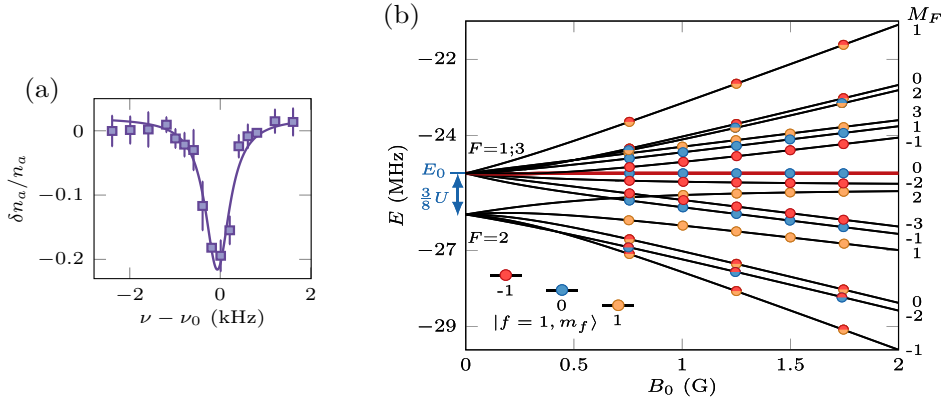 (a)
δm_a/n_a
0
−0.1
−0.2
−2
0
2
ν − ν_0 (kHz)
(b)
E (MHz)
−22
−24
E_0
3/8 U
−27
−29
F=1;3
F=2
-1
0
1
|f = 1, m_f⟩
0
0.5
1
1.5
2
B_0 (G)
M_F
1
0
2
3
1
-1
0
-2
2
-3
-1
1
0
-2
-1